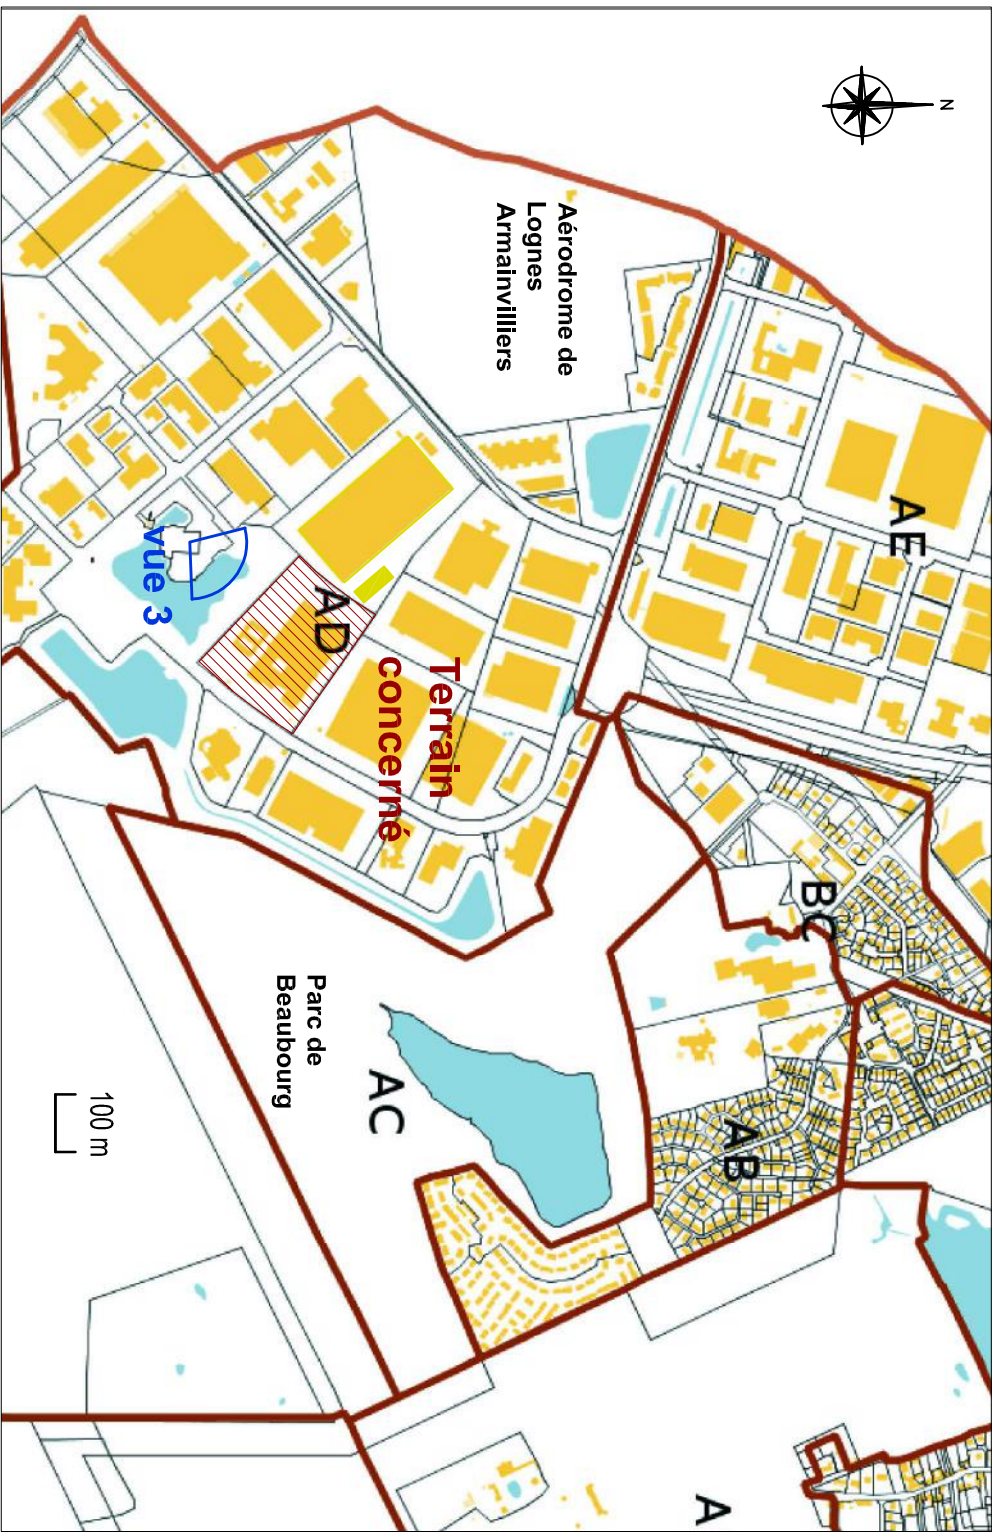 N
Aérodrome de
Lognes
Armainvilliers
AE
AD
Terrain
concerné
vue 3
BC
AB
AC
Parc de
Beaubourg
100 m
A